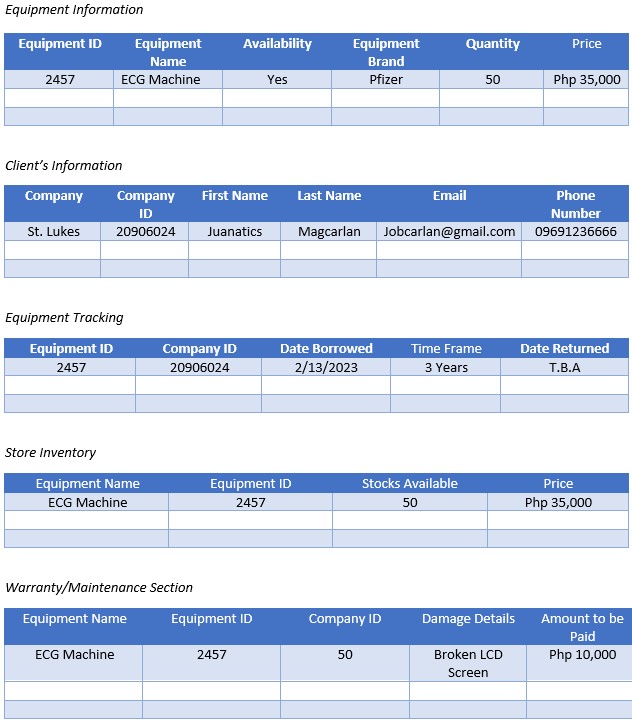 Equipment Information
Equipment ID Equipment Name Availability Equipment Brand Quantity Price
2457 ECG Machine Yes Pfizer 50 Php 35,000
Client's Information
Company Company ID First Name Last Name Email Phone Number
St. Lukes 20906024 Juanatics Magcarlan Jobcarlan@gmail.com 09691236666
Equipment Tracking
Equipment ID Company ID Date Borrowed Time Frame Date Returned
2457 20906024 2/13/2023 3 Years T.B.A
Store Inventory
Equipment Name Equipment ID Stocks Available Price
ECG Machine 2457 50 Php 35,000
Warranty/Maintenance Section
Equipment Name Equipment ID Company ID Damage Details Amount to be Paid
ECG Machine 2457 50 Broken LCD Screen Php 10,000